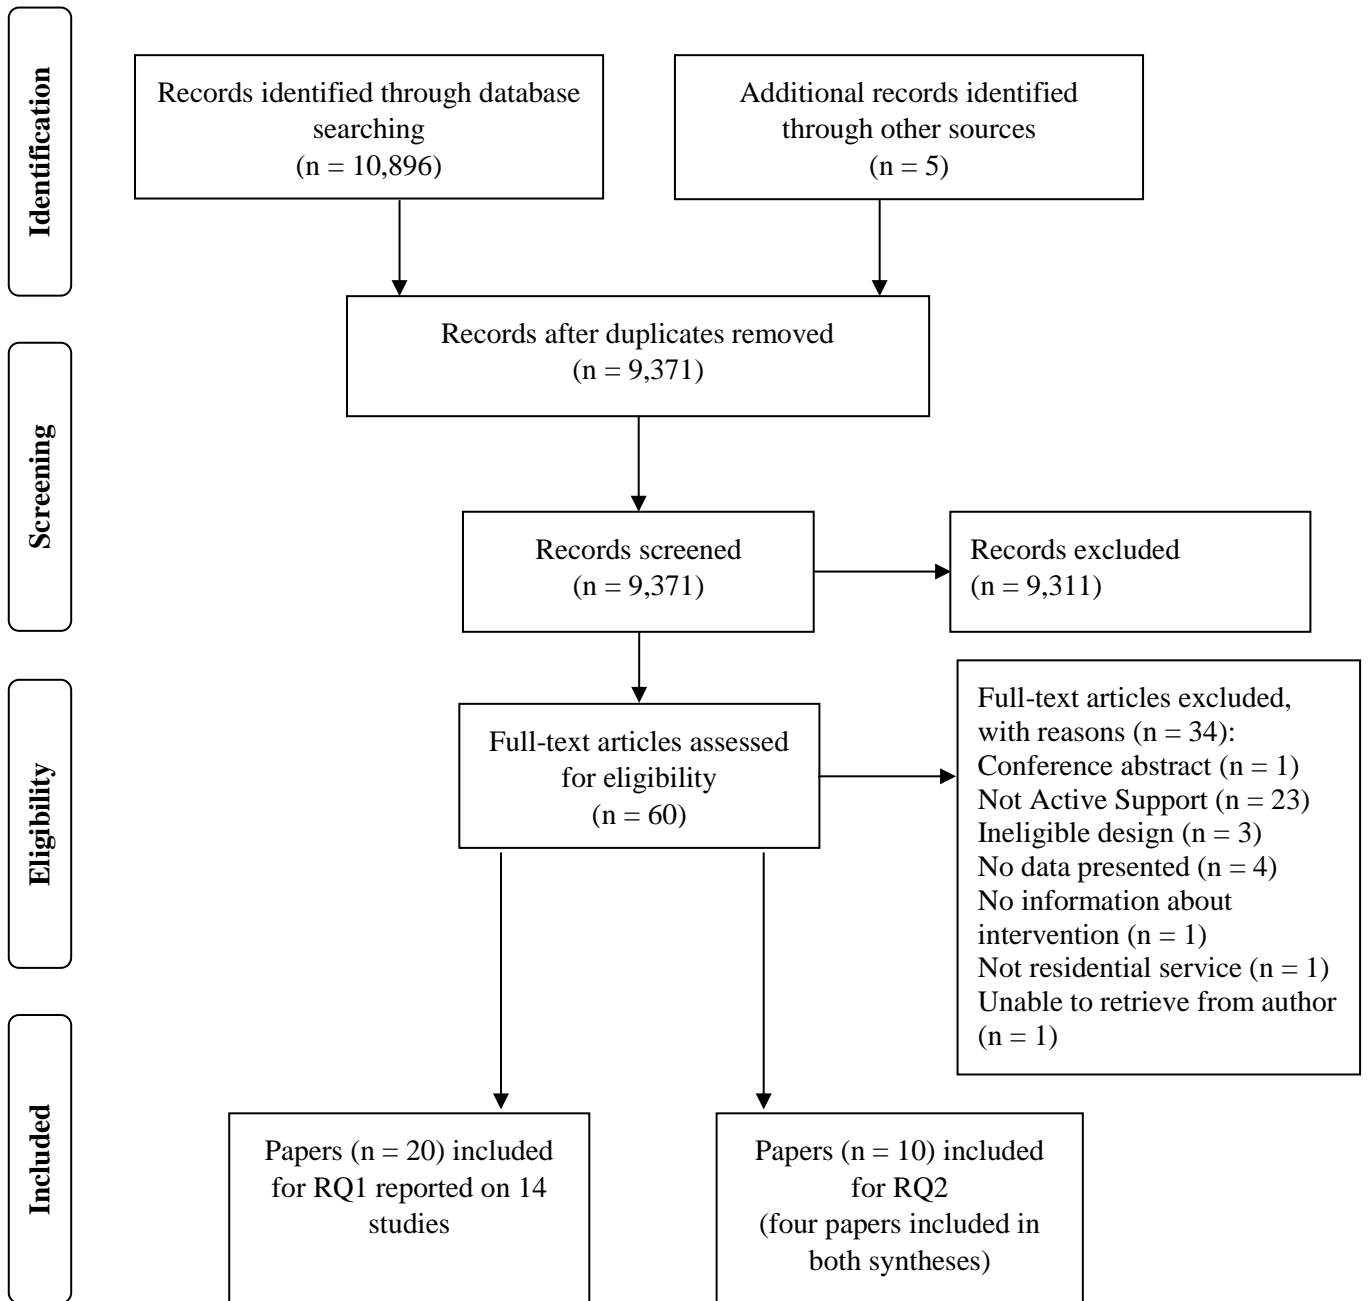 Identification
Records identified through database
searching
(n = 10,896)
Additional records identified
through other sources
(n = 5)
Records after duplicates removed
(n = 9,371)
Screening
Records screened
(n = 9,371)
Records excluded
(n = 9,311)
Eligibility
Full-text articles assessed
for eligibility
(n = 60)
Full-text articles excluded,
with reasons (n = 34):
Conference abstract (n = 1)
Not Active Support (n = 23)
Ineligible design (n = 3)
No data presented (n = 4)
No information about
intervention (n = 1)
Not residential service (n = 1)
Unable to retrieve from author
(n = 1)
Included
Papers (n = 20) included
for RQ1 reported on 14
studies
Papers (n = 10) included
for RQ2
(four papers included in
both syntheses)